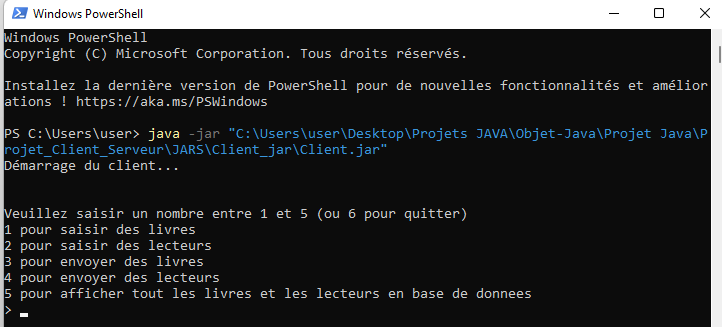 Windows PowerShell
Windows PowerShell
Copyright (C) Microsoft Corporation. Tous droits réservés.
Installez la dernière version de PowerShell pour de nouvelles fonctionnalités et amélior
ations ! https://aka.ms/PSWindows
PS C:\Users\user> java -jar "C:\Users\user\Desktop\Projets JAVA\Objet-Java\Projet Java\P
rojet_Client_Serveur\JARS\Client_jar\Client.jar"
Démarrage du client...
Veuillez saisir un nombre entre 1 et 5 (ou 6 pour quitter)
1 pour saisir des livres
2 pour saisir des lecteurs
3 pour envoyer des livres
4 pour envoyer des lecteurs
5 pour afficher tout les livres et les lecteurs en base de donnees
> _